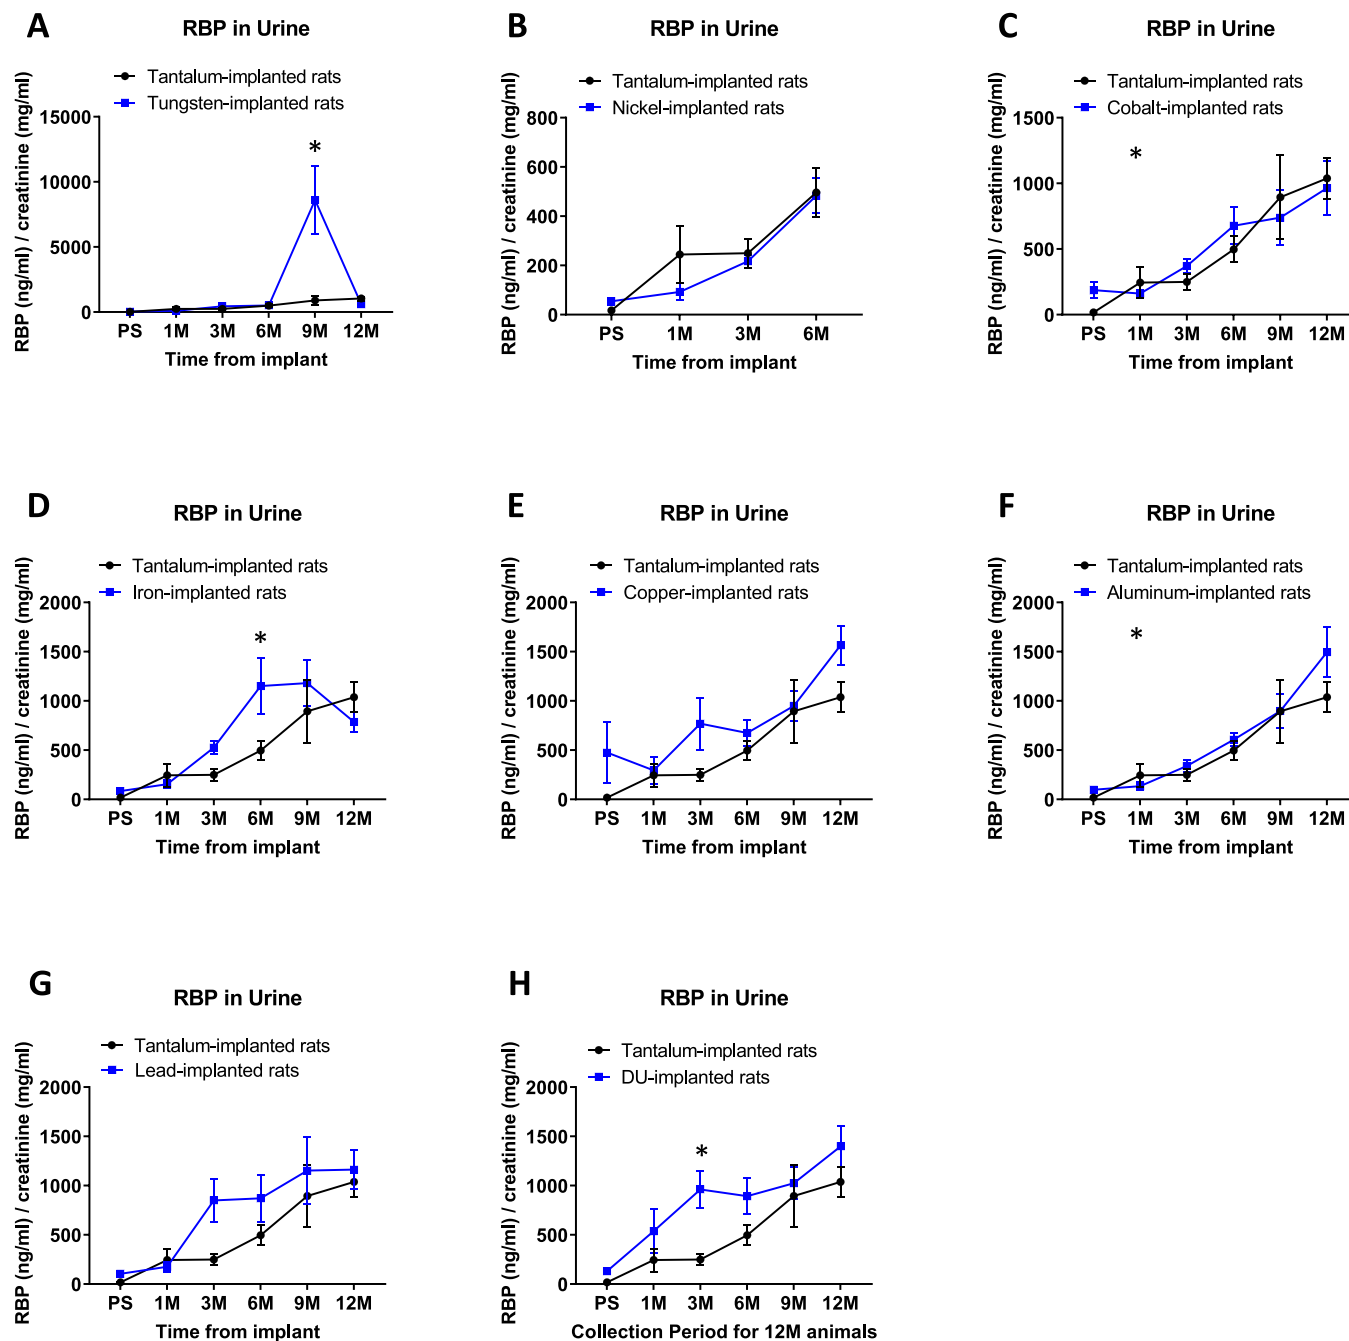 A
RBP in Urine
Tantalum-implanted rats
Tungsten-implanted rats
RBP (ng/ml) / creatinine (mg/ml)
15000
10000
5000
0
*
PS 1M 3M 6M 9M 12M
Time from implant
B
RBP in Urine
Tantalum-implanted rats
Nickel-implanted rats
RBP (ng/ml) / creatinine (mg/ml)
800
600
400
200
0
PS 1M 3M 6M
Time from implant
C
RBP in Urine
Tantalum-implanted rats
Cobalt-implanted rats
RBP (ng/ml) / creatinine (mg/ml)
1500
1000
500
0
*
PS 1M 3M 6M 9M 12M
Time from implant
D
RBP in Urine
Tantalum-implanted rats
Iron-implanted rats
RBP (ng/ml) / creatinine (mg/ml)
2000
1500
1000
500
0
*
PS 1M 3M 6M 9M 12M
Time from implant
E
RBP in Urine
Tantalum-implanted rats
Copper-implanted rats
RBP (ng/ml) / creatinine (mg/ml)
2000
1500
1000
500
0
PS 1M 3M 6M 9M 12M
Time from implant
F
RBP in Urine
Tantalum-implanted rats
Aluminum-implanted rats
RBP (ng/ml) / creatinine (mg/ml)
2000
1500
1000
500
0
*
PS 1M 3M 6M 9M 12M
Time from implant
G
RBP in Urine
Tantalum-implanted rats
Lead-implanted rats
RBP (ng/ml) / creatinine (mg/ml)
2000
1500
1000
500
0
PS 1M 3M 6M 9M 12M
Time from implant
H
RBP in Urine
Tantalum-implanted rats
DU-implanted rats
RBP (ng/ml) / creatinine (mg/ml)
2000
1500
1000
500
0
*
PS 1M 3M 6M 9M 12M
Collection Period for 12M animals